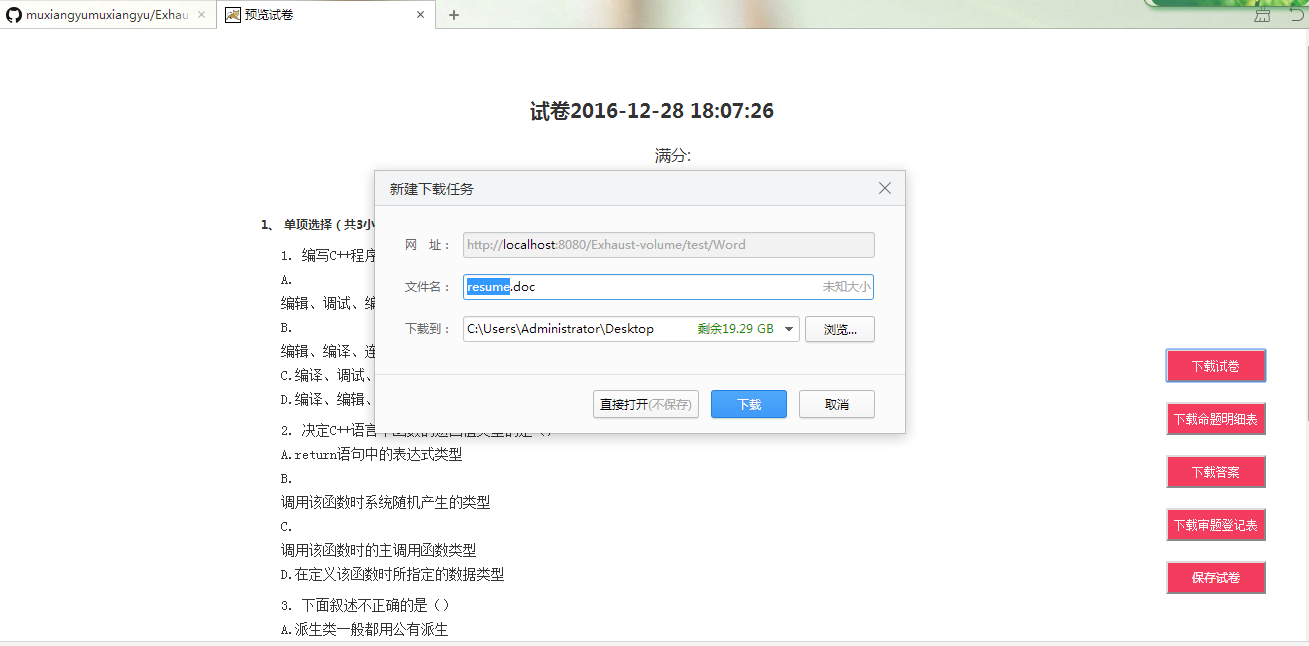 muxiangyumuxiangyu/Exhau
预览试卷
试卷2016-12-28 18:07:26
满分:
新建下载任务
网 址：
http://localhost:8080/Exhaust-volume/test/Word
文件名：
resume.doc
未知大小
下载到：
C:\Users\Administrator\Desktop
剩余19.29 GB
浏览...
直接打开(不保存)
下载
取消
1、 单项选择 ( 共3小
1. 编写C++程序
A.
编辑、调试、编
B.
编辑、编译、连
C.编译、调试、
D.编译、编辑、
2. 决定C++语言中函数的返回值类型的是（）
A.return语句中的表达式类型
B.
调用该函数时系统随机产生的类型
C.
调用该函数时的主调用函数类型
D.在定义该函数时所指定的数据类型
3. 下面叙述不正确的是（）
A.派生类一般都用公有派生
下载试卷
下载命题明细表
下载答案
下载审题登记表
保存试卷